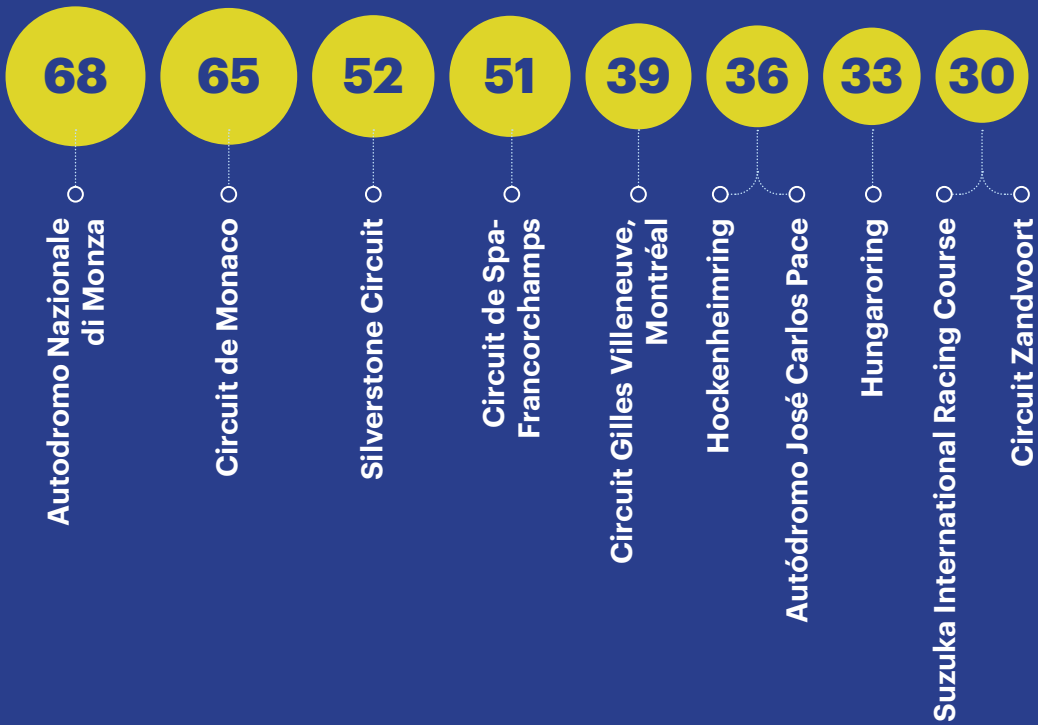 68
Autodromo Nazionale
di Monza
65
Circuit de Monaco
52
Silverstone Circuit
51
Circuit de Spa-
Francorchamps
39
Circuit Gilles Villeneuve,
Montréal
36
Hockenheimring
Autódromo José Carlos Pace
33
Hungaroring
30
Suzuka International Racing Course
Circuit Zandvoort